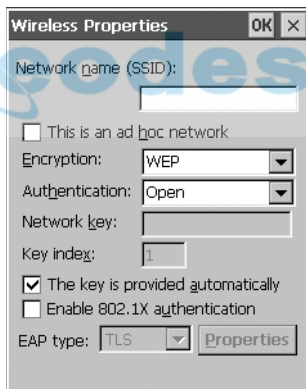 Wireless Properties OK ×
Network name (SSID):
This is an ad hoc network
Encryption: WEP
Authentication: Open
Network key:
Key index: 1
The key is provided automatically
Enable 802.1X authentication
EAP type: TLS Properties